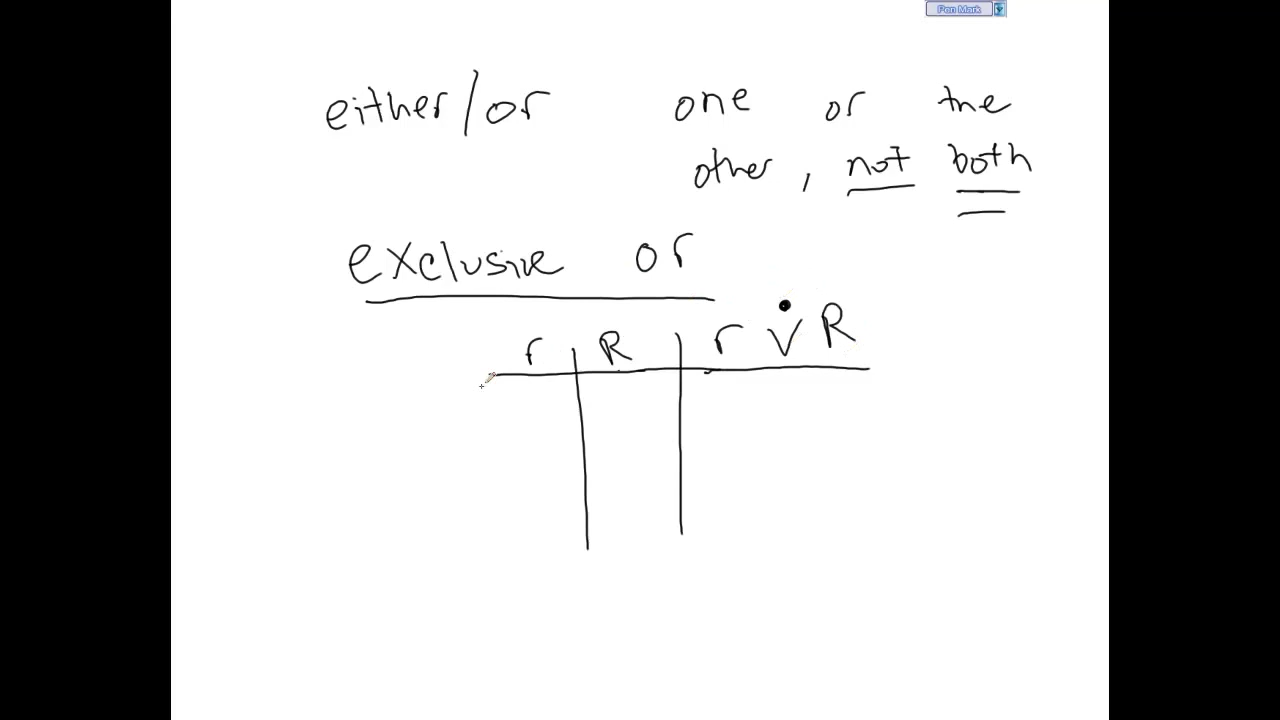 Pen Mark
either/or one or the
other, not both
exclusive or
r R r v̇ R